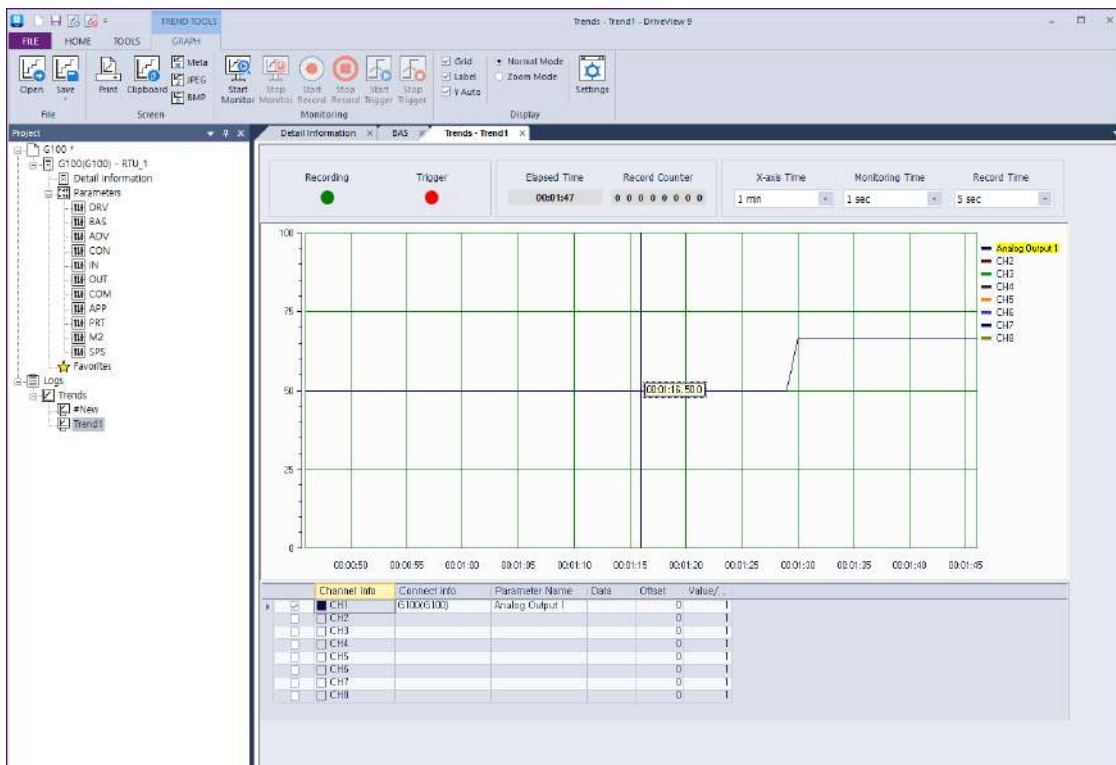 TREND TOOLS
Trends - Trend1 - DriveView 9
FILE HOME TOOLS GRAPH
Open Save Print Clipboard Meta JPEG BMP
Start Monitor Stop Monitor Start Record Stop Record Start Trigger Stop Trigger
Grid Label Y Auto Normal Mode Zoom Mode Settings
File Screen Monitoring Display
Project
G100 *
G100(G100) - RTU_1
Detail Information
Parameters
DRV
BAS
ADV
CON
IN
OUT
COM
APP
PRT
M2
SPS
Favorites
Logs
Trends
#New
Trend1
Detail Information BAS Trends - Trend1
Recording Trigger Elapsed Time Record Counter X-axis Time Monitoring Time Record Time
00:01:47 0 0 0 0 0 0 0 0 1 min 1 sec 5 sec
100
75
50
25
0
00:01:16, 50.0
Analog Output 1
CH2
CH3
CH4
CH5
CH6
CH7
CH8
00:00:50 00:00:55 00:01:00 00:01:05 00:01:10 00:01:15 00:01:20 00:01:25 00:01:30 00:01:35 00:01:40 00:01:45
Channel Info Connect Info Parameter Name Data Offset Value/...
CH1 G100(G100) Analog Output 1 0 1
CH2 0 1
CH3 0 1
CH4 0 1
CH5 0 1
CH6 0 1
CH7 0 1
CH8 0 1